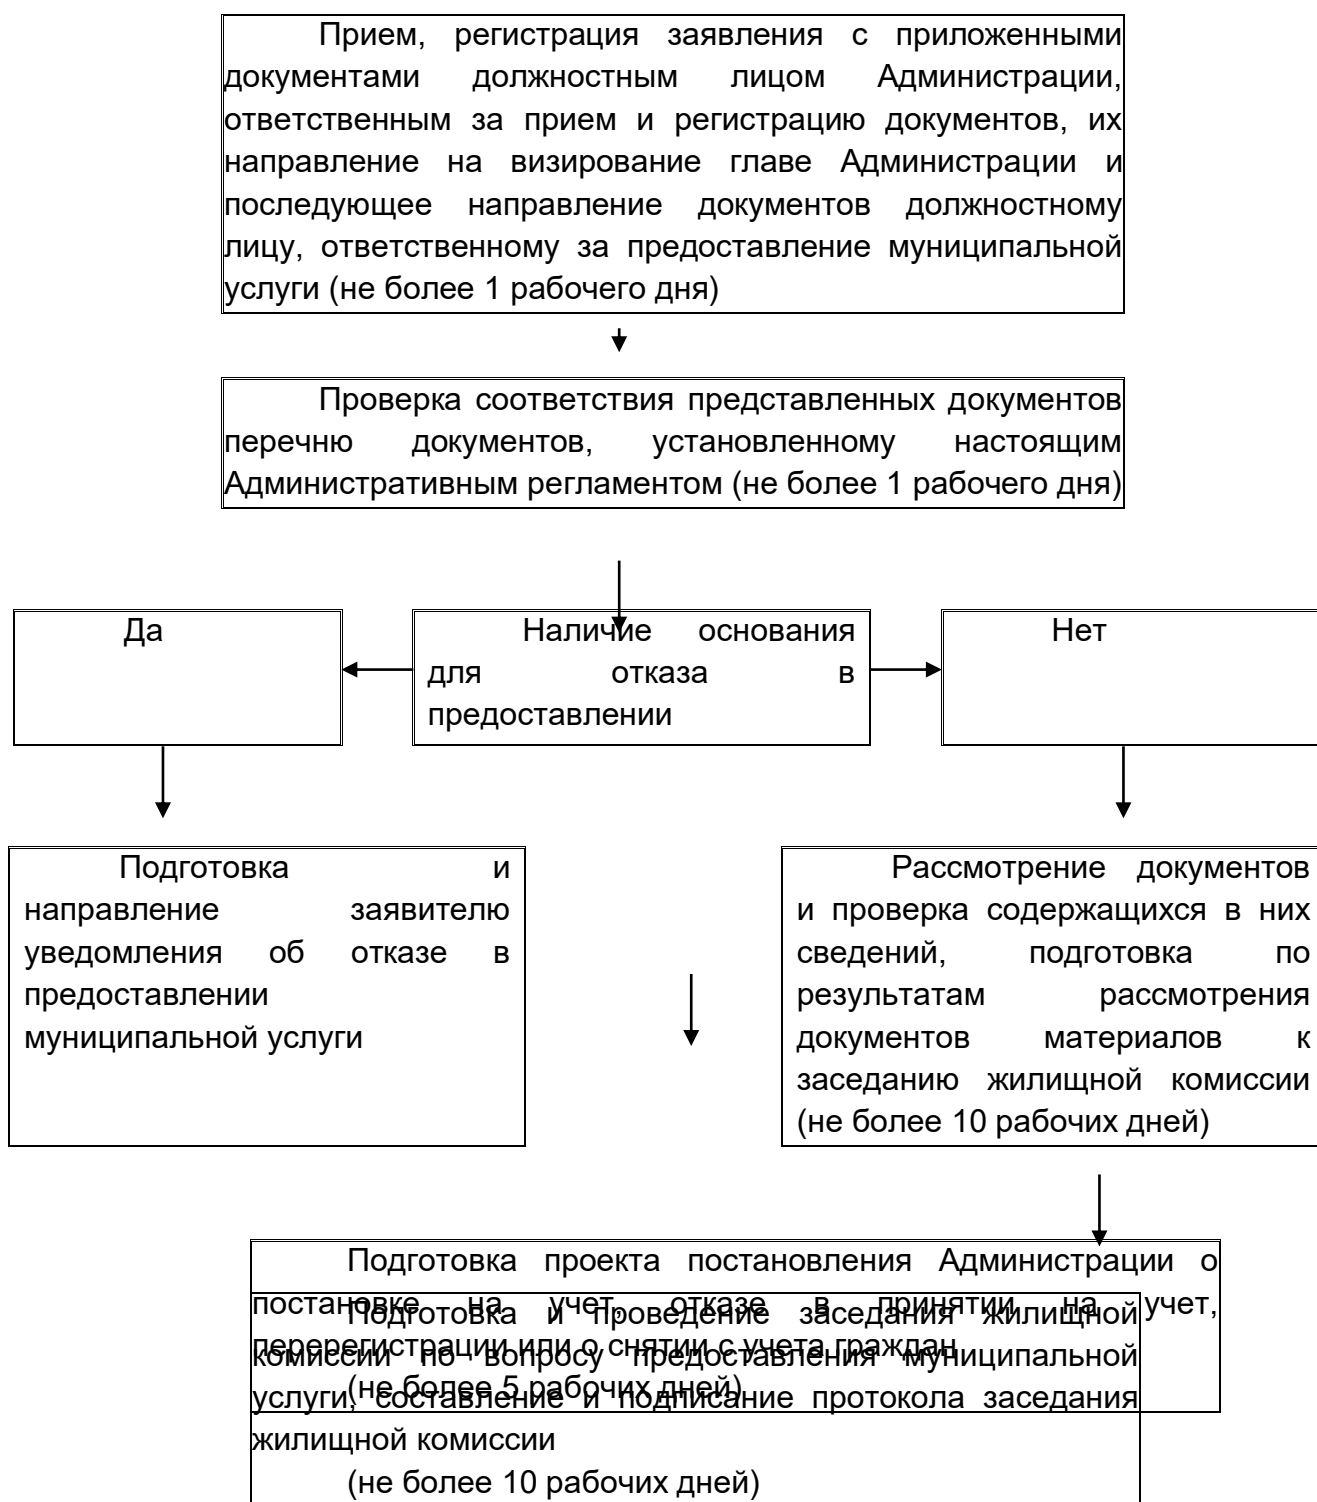 Прием, регистрация заявления с приложенными
документами должностным лицом Администрации,
ответственным за прием и регистрацию документов, их
направление на визирование главе Администрации и
последующее направление документов должностному
лицу, ответственному за предоставление муниципальной
услуги (не более 1 рабочего дня)
Проверка соответствия представленных документов
перечню документов, установленному настоящим
Административным регламентом (не более 1 рабочего дня)
Да
Наличие основания
для отказа в
предоставлении
Нет
Подготовка и
направление заявителю
уведомления об отказе в
предоставлении
муниципальной услуги
Рассмотрение документов
и проверка содержащихся в них
сведений, подготовка по
результатам рассмотрения
документов материалов к
заседанию жилищной комиссии
(не более 10 рабочих дней)
Подготовка проекта постановления Администрации о
постановке на учет, отказе в принятии на учет,
перерегистрации или о снятии с учета граждан
(не более 5 рабочих дней)
Подготовка и проведение заседания жилищной
комиссии по вопросу предоставления муниципальной
услуги, составление и подписание протокола заседания
жилищной комиссии
(не более 10 рабочих дней)